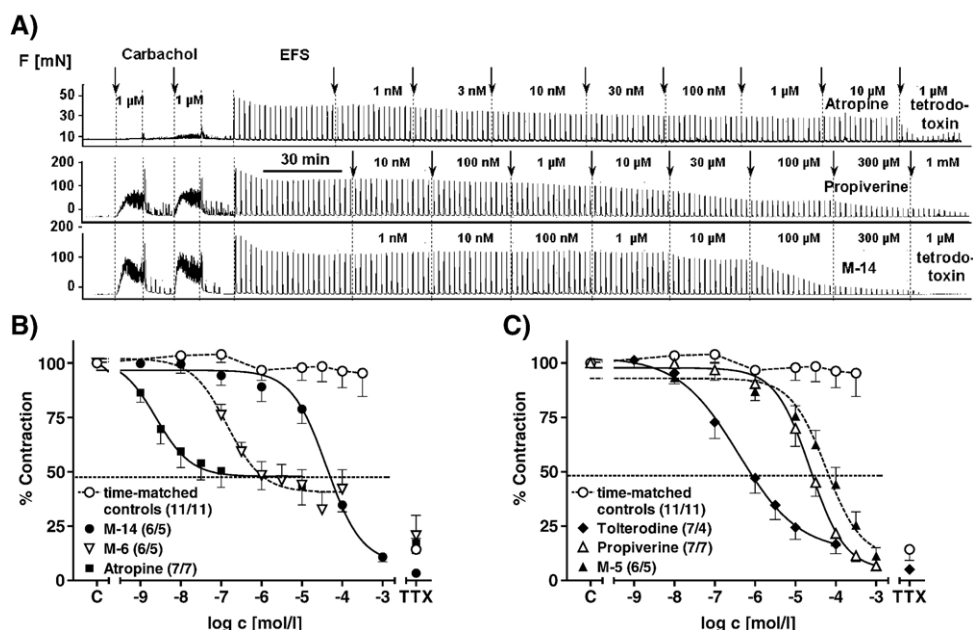 A)
Carbachol EFS
F [mN]
1 µM 1 µM 1 nM 3 nM 10 nM 30 nM 100 nM 1 µM 10 µM 1 µM
50
30
10
Atropine tetrodo-
toxin
30 min 10 nM 100 nM 1 µM 10 µM 30 µM 100 µM 300 µM 1 mM
200
100
0
Propiverine
1 nM 10 nM 100 nM 1 µM 10 µM 100 µM 300 µM 1 µM
200
100
0
M-14 tetrodo-
toxin
B)
% Contraction
100
75
50
25
0
time-matched
controls (11/11)
M-14 (6/5)
M-6 (6/5)
Atropine (7/7)
C -9 -8 -7 -6 -5 -4 -3 TTX
log c [mol/l]
C)
% Contraction
100
75
50
25
0
time-matched
controls (11/11)
Tolterodine (7/4)
Propiverine (7/7)
M-5 (6/5)
C -9 -8 -7 -6 -5 -4 -3 TTX
log c [mol/l]